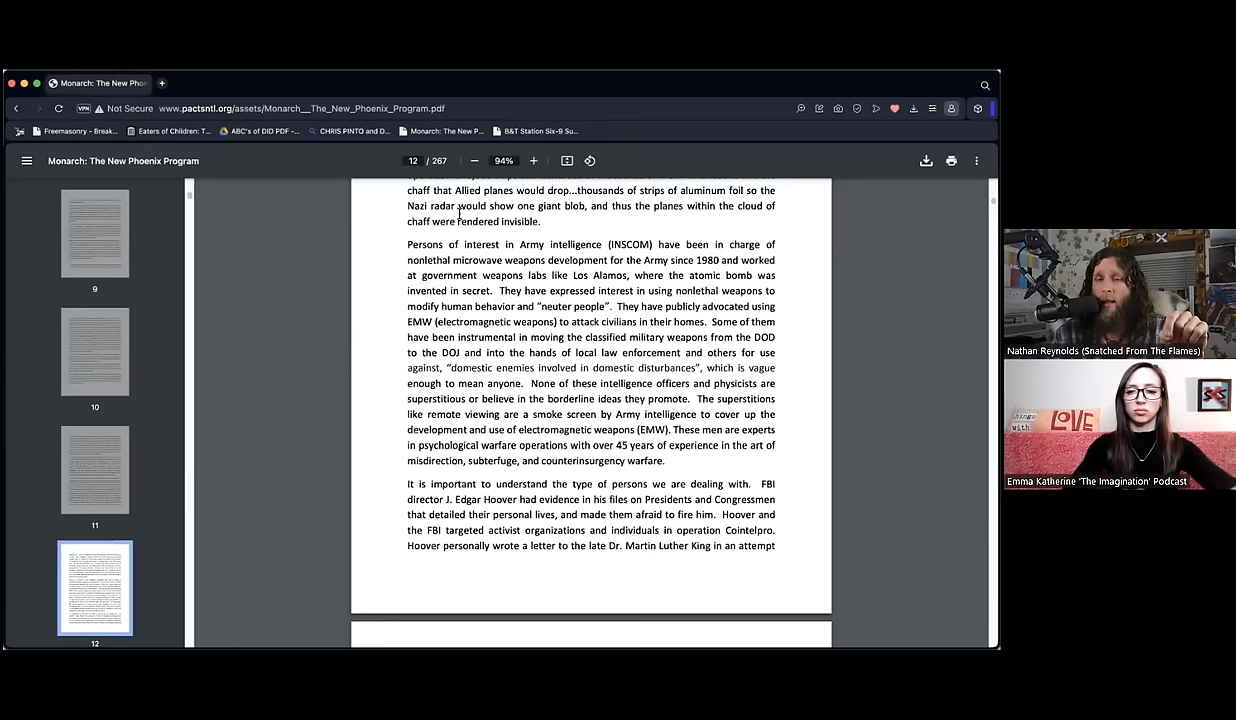 Monarch: The New Phoe
Not Secure www.pactsntl.org/assets/Monarch__The_New_Phoenix_Program.pdf
VPN
Freemasonry - Break...
Eaters of Children: T...
ABC's of DID PDF -...
CHRIS PINTO and D...
Monarch: The New P...
B&T Station Six-9 Su...
Monarch: The New Phoenix Program
12 / 267
94%
9
10
11
12
chaff that Allied planes would drop...thousands of strips of aluminum foil so the
Nazi radar would show one giant blob, and thus the planes within the cloud of
chaff were rendered invisible.
Persons of interest in Army intelligence (INSCOM) have been in charge of
nonlethal microwave weapons development for the Army since 1980 and worked
at government weapons labs like Los Alamos, where the atomic bomb was
invented in secret. They have expressed interest in using nonlethal weapons to
modify human behavior and “neuter people”. They have publicly advocated using
EMW (electromagnetic weapons) to attack civilians in their homes. Some of them
have been instrumental in moving the classified military weapons from the DOD
to the DOJ and into the hands of local law enforcement and others for use
against, “domestic enemies involved in domestic disturbances”, which is vague
enough to mean anyone. None of these intelligence officers and physicists are
superstitious or believe in the borderline ideas they promote. The superstitions
like remote viewing are a smoke screen by Army intelligence to cover up the
development and use of electromagnetic weapons (EMW). These men are experts
in psychological warfare operations with over 45 years of experience in the art of
misdirection, subterfuge, and counterinsurgency warfare.
It is important to understand the type of persons we are dealing with. FBI
director J. Edgar Hoover had evidence in his files on Presidents and Congressmen
that detailed their personal lives, and made them afraid to fire him. Hoover and
the FBI targeted activist organizations and individuals in operation Cointelpro.
Hoover personally wrote a letter to the late Dr. Martin Luther King in an attempt
Nathan Reynolds (Snatched From The Flames)
things
with
LOVE
Emma Katherine 'The Imagination' Podcast